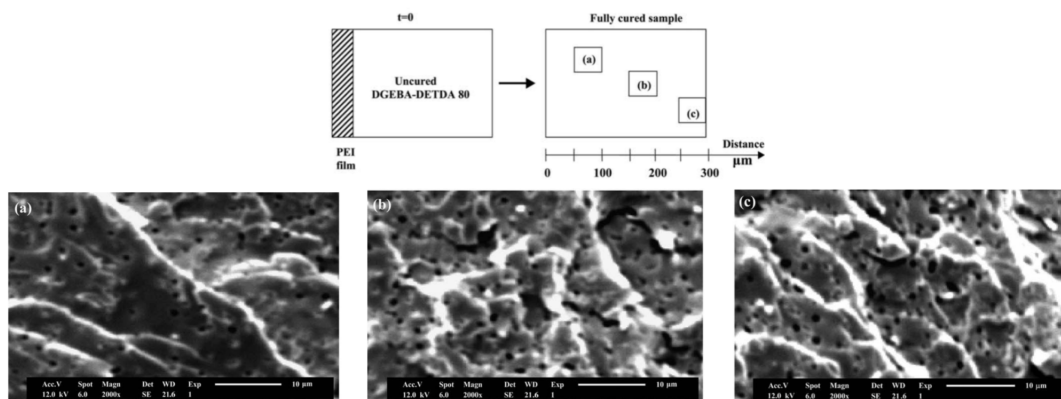 t=0
Fully cured sample
Uncured
DGEBA-DETDA 80
(a)
(b)
(c)
PEI
film
Distance
µm
0 100 200 300
(a)
Acc.V Spot Magn Det WD Exp
12.0 kV 6.0 2000x SE 21.6 1
10 µm
(b)
Acc.V Spot Magn Det WD Exp
12.0 kV 6.0 2000x SE 21.6 1
10 µm
(c)
Acc.V Spot Magn Det WD Exp
12.0 kV 6.0 2000x SE 21.6 1
10 µm